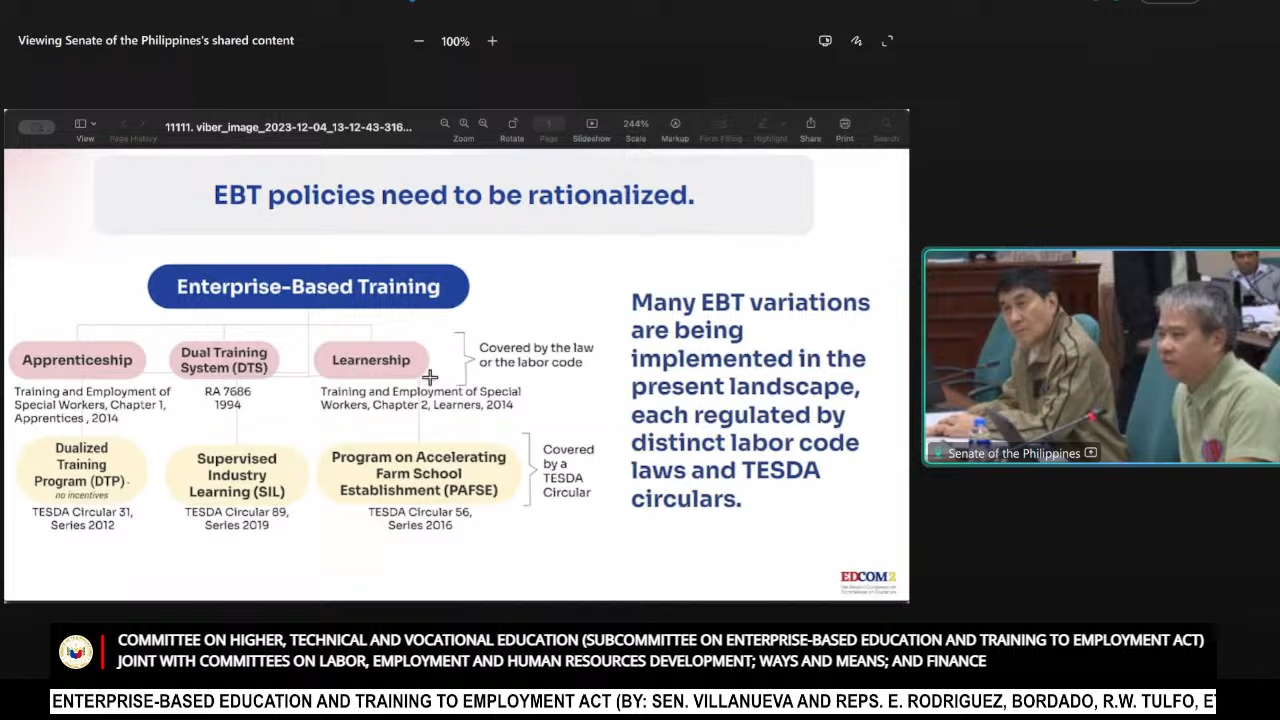 Viewing Senate of the Philippines's shared content
100%
11111. viber_image_2023-12-04_13-12-43-316...
244%
View
Page History
Zoom
Rotate
Page
Slideshow
Scale
Markup
Form Filling
Highlight
Share
Print
Search
EBT policies need to be rationalized.
Enterprise-Based Training
Apprenticeship
Training and Employment of
Special Workers, Chapter 1,
Apprentices , 2014
Dual Training
System (DTS)
RA 7686
1994
Learnership
Training and Employment of Special
Workers, Chapter 2, Learners, 2014
Covered by the law
or the labor code
Dualized
Training
Program (DTP) -
no incentives
TESDA Circular 31,
Series 2012
Supervised
Industry
Learning (SIL)
TESDA Circular 89,
Series 2019
Program on Accelerating
Farm School
Establishment (PAFSE)
TESDA Circular 56,
Series 2016
Covered
by a
TESDA
Circular
Many EBT variations
are being
implemented in the
present landscape,
each regulated by
distinct labor code
laws and TESDA
circulars.
EDCOM2
Senate of the Philippines
COMMITTEE ON HIGHER, TECHNICAL AND VOCATIONAL EDUCATION (SUBCOMMITTEE ON ENTERPRISE-BASED EDUCATION AND TRAINING TO EMPLOYMENT ACT)
JOINT WITH COMMITTEES ON LABOR, EMPLOYMENT AND HUMAN RESOURCES DEVELOPMENT; WAYS AND MEANS; AND FINANCE
ENTERPRISE-BASED EDUCATION AND TRAINING TO EMPLOYMENT ACT (BY: SEN. VILLANUEVA AND REPS. E. RODRIGUEZ, BORDADO, R.W. TULFO,